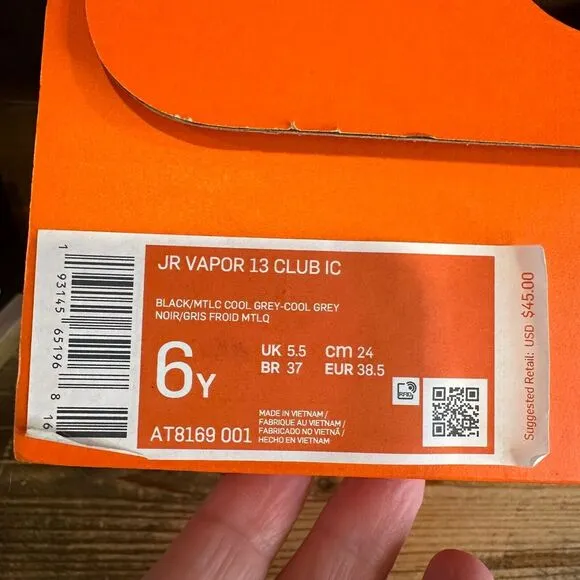 JR VAPOR 13 CLUB IC
BLACK/MTLC COOL GREY-COOL GREY
NOIR/GRIS FROID MTLQ
6Y
UK 5.5 cm 24
BR 37 EUR 38.5
RFID
AT8169 001
MADE IN VIETNAM/
FABRIQUE AU VIETNAM/
FABRICADO NO VIETNÃ/
HECHO EN VIETNAM
1 93145 65196 8 16
Suggested Retail: USD $45.00